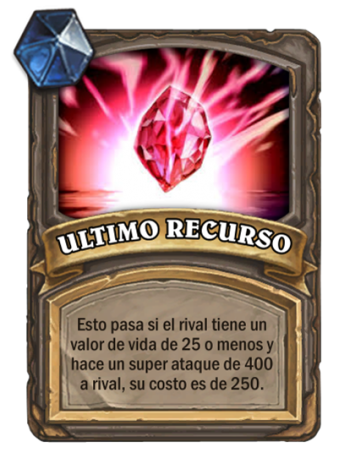 ULTIMO RECURSO
Esto pasa si el rival tiene un
valor de vida de 25 o menos y
hace un super ataque de 400
a rival, su costo es de 250.